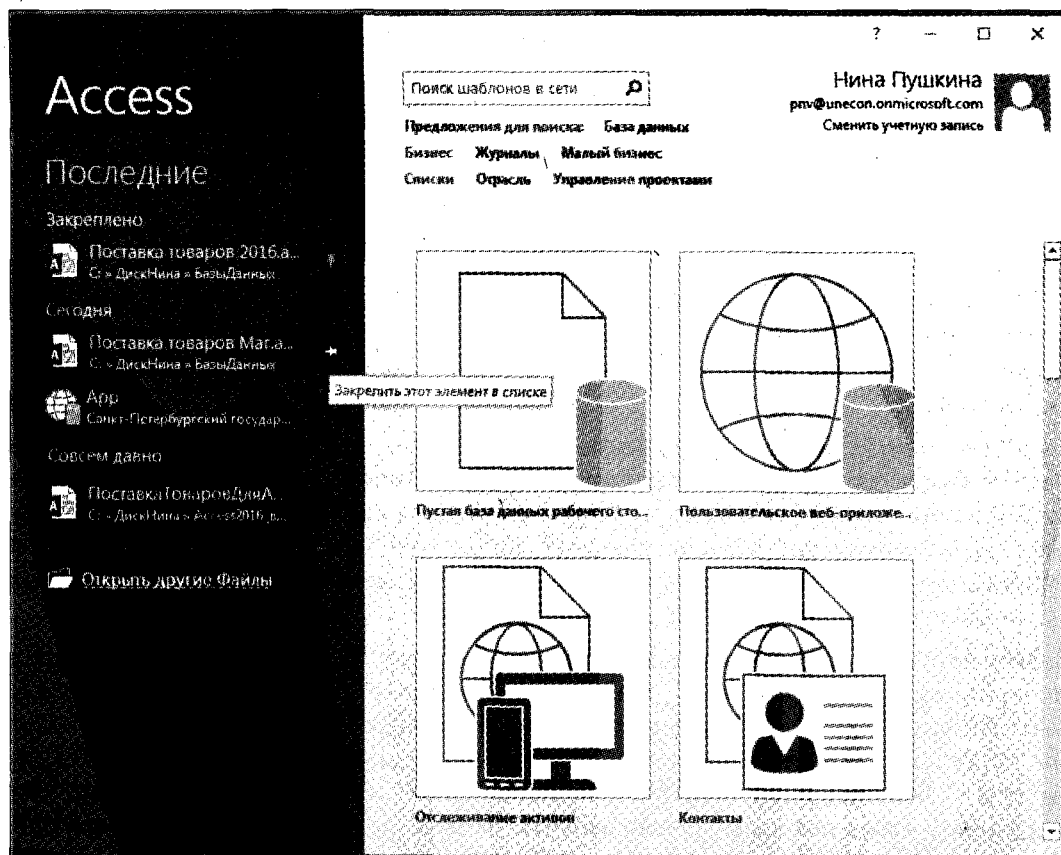 Access
Последние
Закреплено
Поставка товаров 2016.a...
C: » ДискНина » БазыДанных
Сегодня
Поставка товаров Маг.a...
C: » ДискНина » БазыДанных
App
Санкт-Петербургский государ...
Совсем давно
ПоставкаТоваровДляA...
C: » ДискНина » Access2016_д...
Открыть другие Файлы
?
Поиск шаблонов в сети
Предложения для поиска: База данных
Бизнес Журналы Малый бизнес
Списки Отрасль Управление проектами
Нина Пушкина
pnv@unecon.onmicrosoft.com
Сменить учетную запись
Закрепить этот элемент в списке
Пустая база данных рабочего сто...
Пользовательское веб-приложе...
Отслеживание активов
Контакты